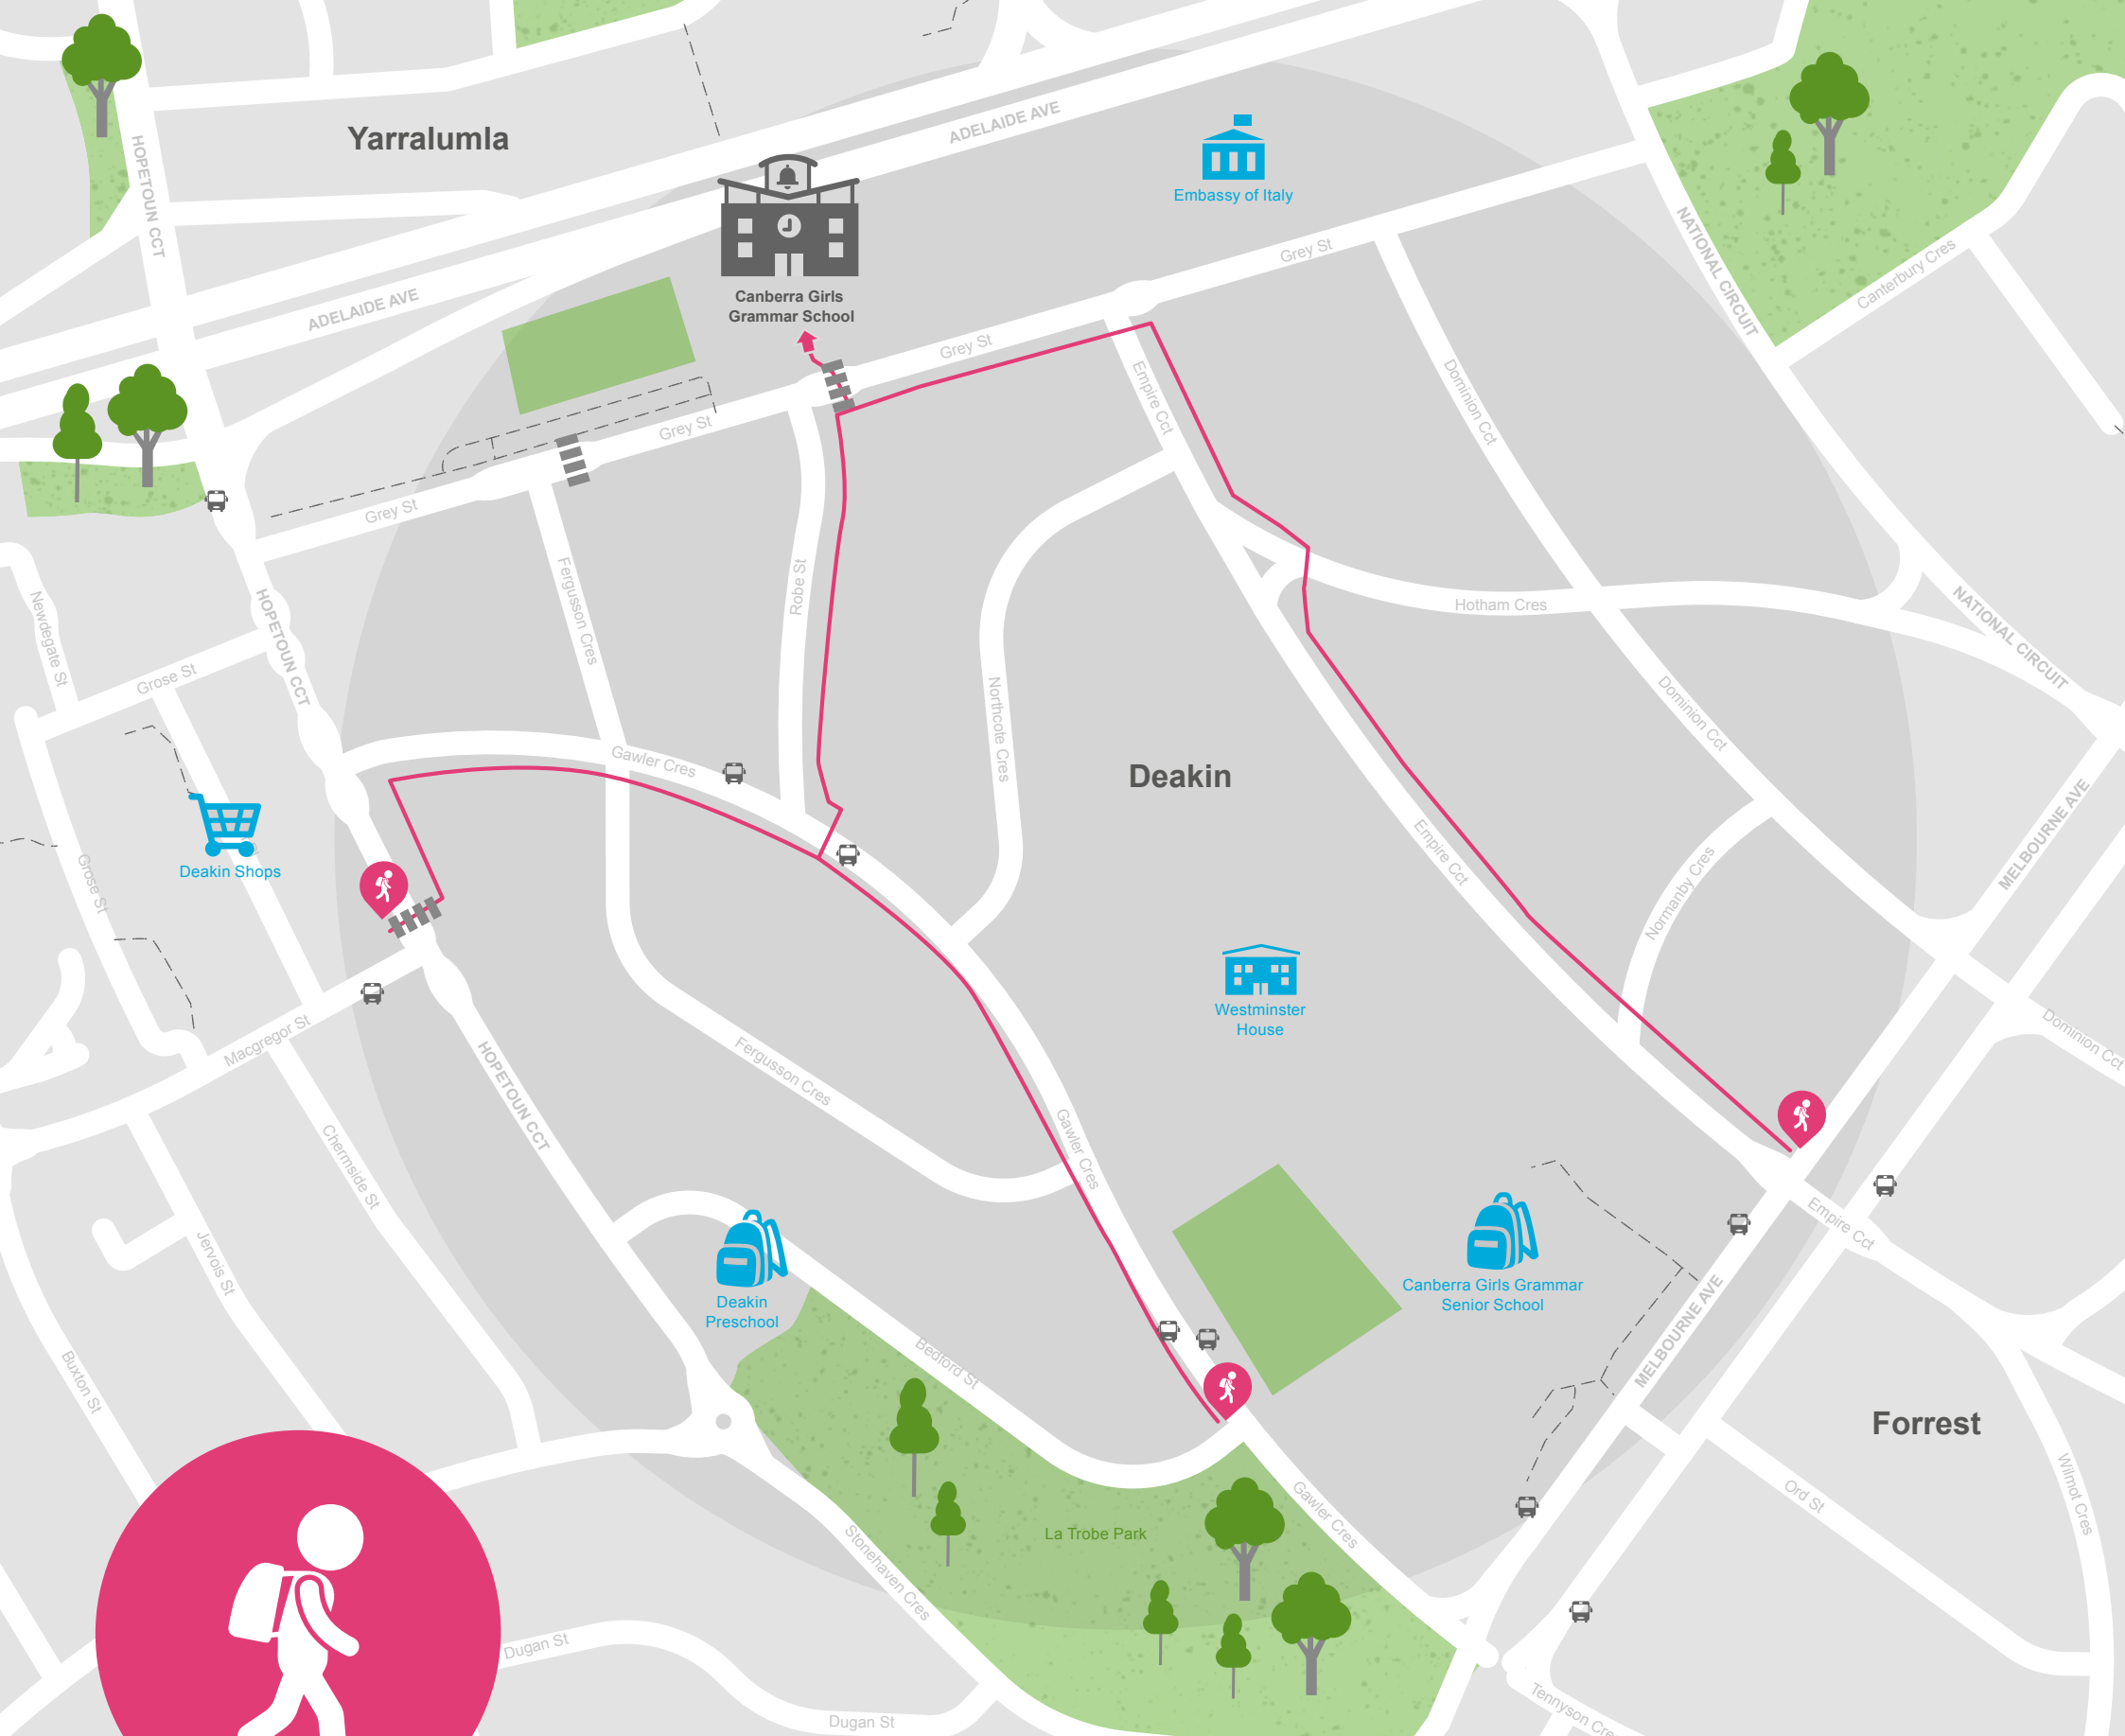 Yarralumla
HOPETOUN CCT
ADELAIDE AVE
ADELAIDE AVE
Embassy of Italy
Canberra Girls
Grammar School
Grey St
Grey St
Grey St
Grey St
NATIONAL CIRCUIT
Canterbury Cres
Empire Cct
Dominion Cct
Newdegate St
HOPETOUN CCT
Fergusson Cres
Robe St
Hotham Cres
NATIONAL CIRCUIT
Grose St
Northcote Cres
Dominion Cct
Gawler Cres
Deakin
MELBOURNE AVE
Deakin Shops
Grose St
Empire Cct
Normanby Cres
Westminster
House
Macgregor St
HOPETOUN CCT
Fergusson Cres
Dominion Cct
Chermside St
Gawler Cres
Jervois St
Empire Cct
Deakin
Preschool
Canberra Girls Grammar
Senior School
MELBOURNE AVE
Buxton St
Bedford St
Forrest
Gawler Cres
Ord St
Wilmot Cres
La Trobe Park
Stonehaven Cres
Dugan St
Dugan St
Tennyson Cres